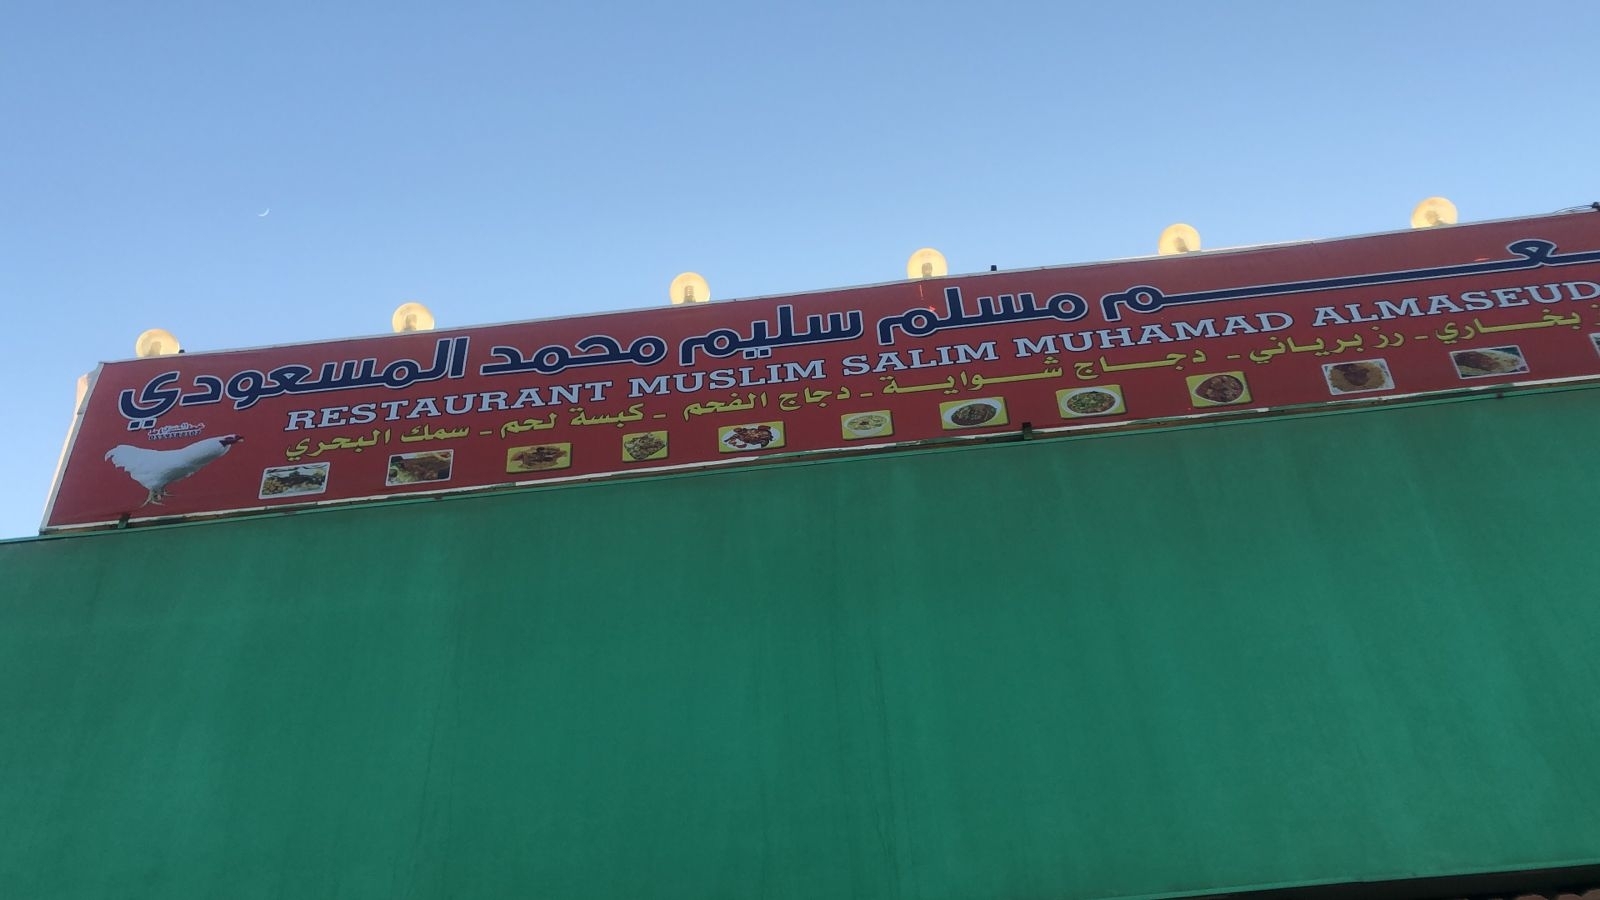 ـعم مسلم سليم محمد المسعودي
RESTAURANT MUSLIM SALIM MUHAMAD ALMASEUD
بخاري - رز برياني - دجاج شواية - دجاج الفحم - كبسة لحم - سمك البحري